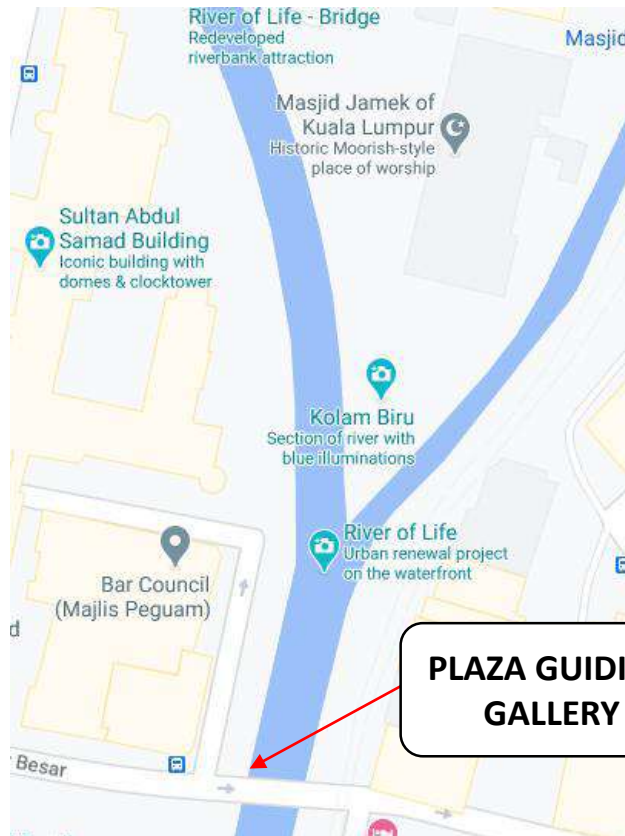 River of Life - Bridge
Redeveloped
riverbank attraction
Masjid
Masjid Jamek of
Kuala Lumpur
Historic Moorish-style
place of worship
Sultan Abdul
Samad Building
Iconic building with
domes & clocktower
Kolam Biru
Section of river with
blue illuminations
River of Life
Urban renewal project
on the waterfront
Bar Council
(Majlis Peguam)
d
PLAZA GUIDI
GALLERY
Besar